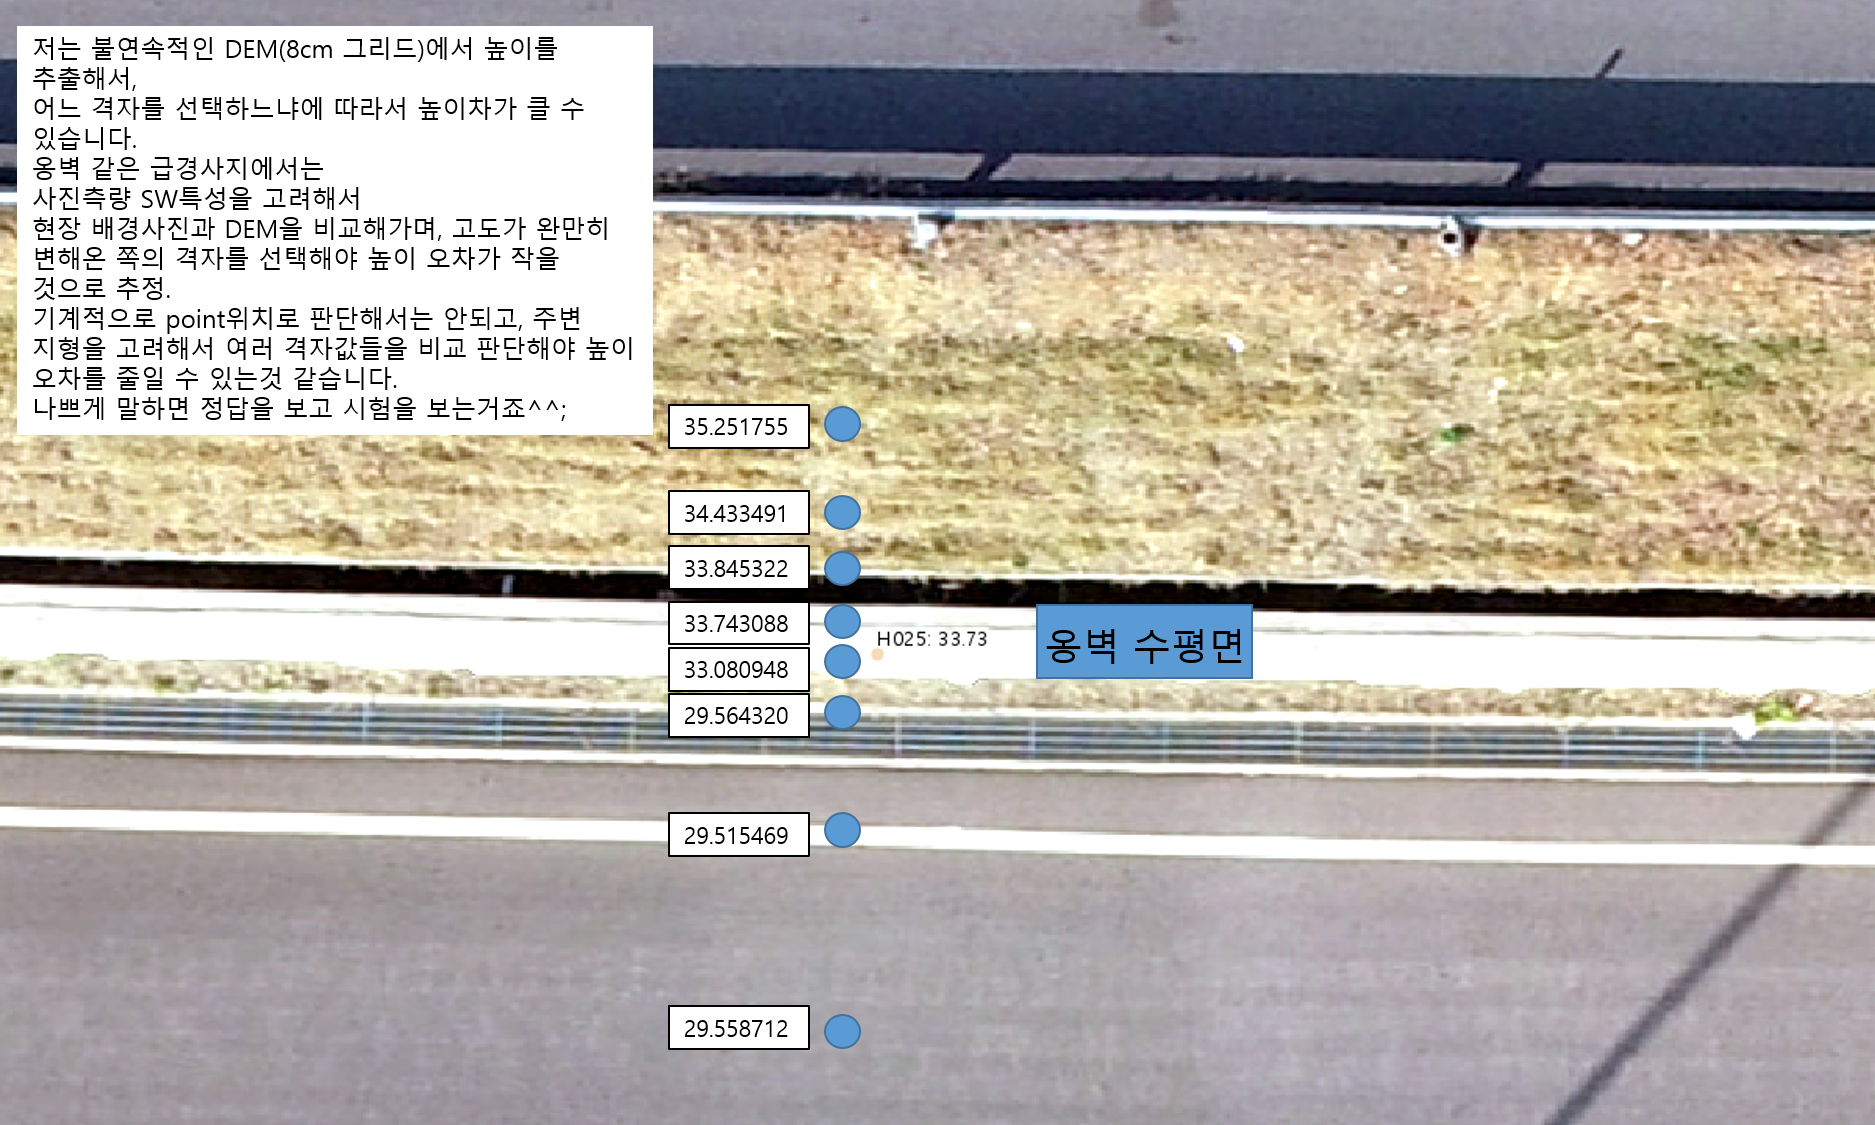 저는 불연속적인 DEM(8cm 그리드)에서 높이를
추출해서,
어느 격자를 선택하느냐에 따라서 높이차가 클 수
있습니다.
옹벽 같은 급경사지에서는
사진측량 SW특성을 고려해서
현장 배경사진과 DEM을 비교해가며, 고도가 완만히
변해온 쪽의 격자를 선택해야 높이 오차가 작을
것으로 추정.
기계적으로 point위치로 판단해서는 안되고, 주변
지형을 고려해서 여러 격자값들을 비교 판단해야 높이
오차를 줄일 수 있는것 같습니다.
나쁘게 말하면 정답을 보고 시험을 보는거죠^^;
35.251755
34.433491
33.845322
33.743088
H025: 33.73
옹벽 수평면
33.080948
29.564320
29.515469
29.558712